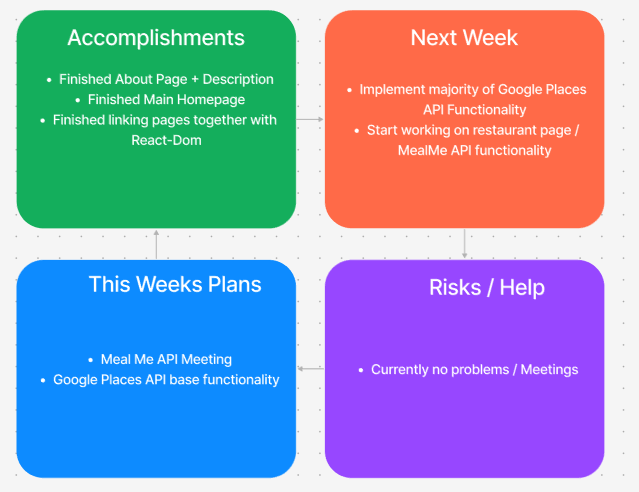 Accomplishments
• Finished About Page + Description
• Finished Main Homepage
• Finished linking pages together with
React-Dom
Next Week
• Implement majority of Google Places
API Functionality
• Start working on restaurant page /
MealMe API functionality
This Weeks Plans
• Meal Me API Meeting
• Google Places API base functionality
Risks / Help
• Currently no problems / Meetings